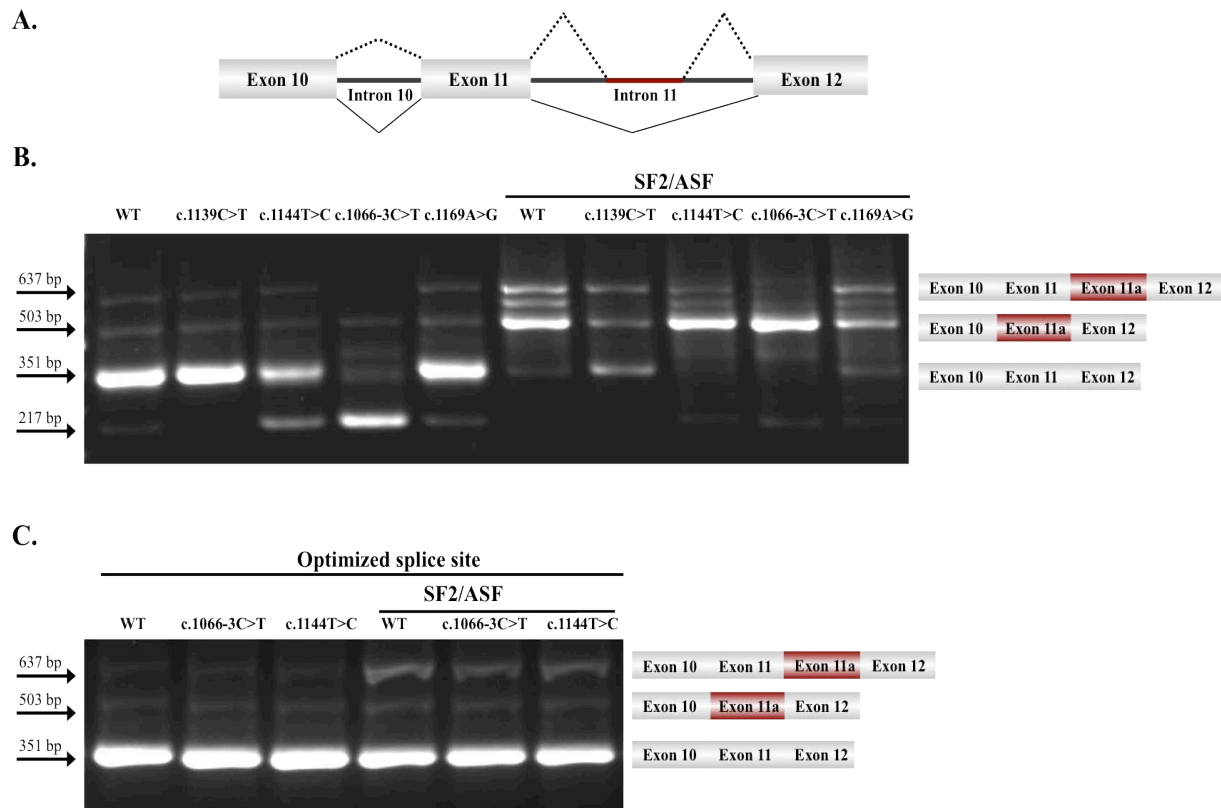 A.
Exon 10 Exon 11 Exon 12
Intron 10 Intron 11
B.
SF2/ASF
WT c.1139C>T c.1144T>C c.1066-3C>T c.1169A>G WT c.1139C>T c.1144T>C c.1066-3C>T c.1169A>G
637 bp
Exon 10 Exon 11 Exon 11a Exon 12
503 bp
Exon 10 Exon 11a Exon 12
351 bp
Exon 10 Exon 11 Exon 12
217 bp
C.
Optimized splice site
SF2/ASF
WT c.1066-3C>T c.1144T>C WT c.1066-3C>T c.1144T>C
637 bp
Exon 10 Exon 11 Exon 11a Exon 12
503 bp
Exon 10 Exon 11a Exon 12
351 bp
Exon 10 Exon 11 Exon 12